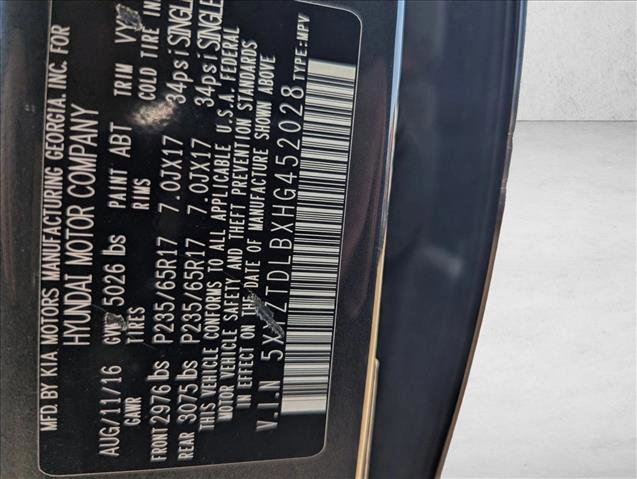 MFD. BY KIA MOTORS MANUFACTURING GEORGIA, INC. FOR
HYUNDAI MOTOR COMPANY
AUG/11/16 5026 lbs PAINT ABT TRIM
GAWR TIRES RMS COLD TIRE IN
FRONT 2976 lbs P235/65R17 7.0JX17 34psi SINGLE
REAR 3075 lbs P235/65R17 7.0JX17 34psi SINGLE
THIS VEHICLE CONFORMS TO ALL APPLICABLE U.S.A. FEDERAL
MOTOR VEHICLE SAFETY AND THEFT PREVENTION STANDARDS
IN EFFECT ON THE DATE OF MANUFACTURE SHOWN ABOVE
V.I.N TYPE:MPV